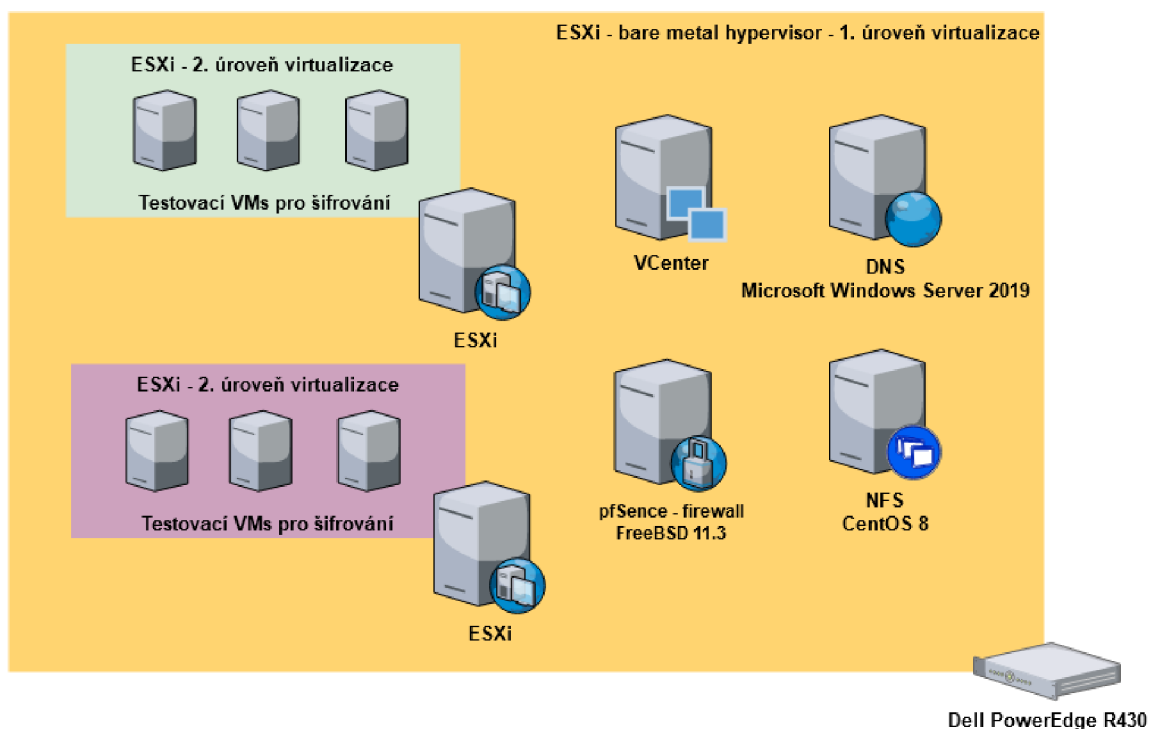 ESXi - bare metal hypervisor - 1. úroveň virtualizace
ESXi - 2. úroveň virtualizace
Testovací VMs pro šifrování
ESXi
VCenter
DNS
Microsoft Windows Server 2019
ESXi - 2. úroveň virtualizace
Testovací VMs pro šifrování
ESXi
pfSence - firewall
FreeBSD 11.3
NFS
CentOS 8
Dell PowerEdge R430